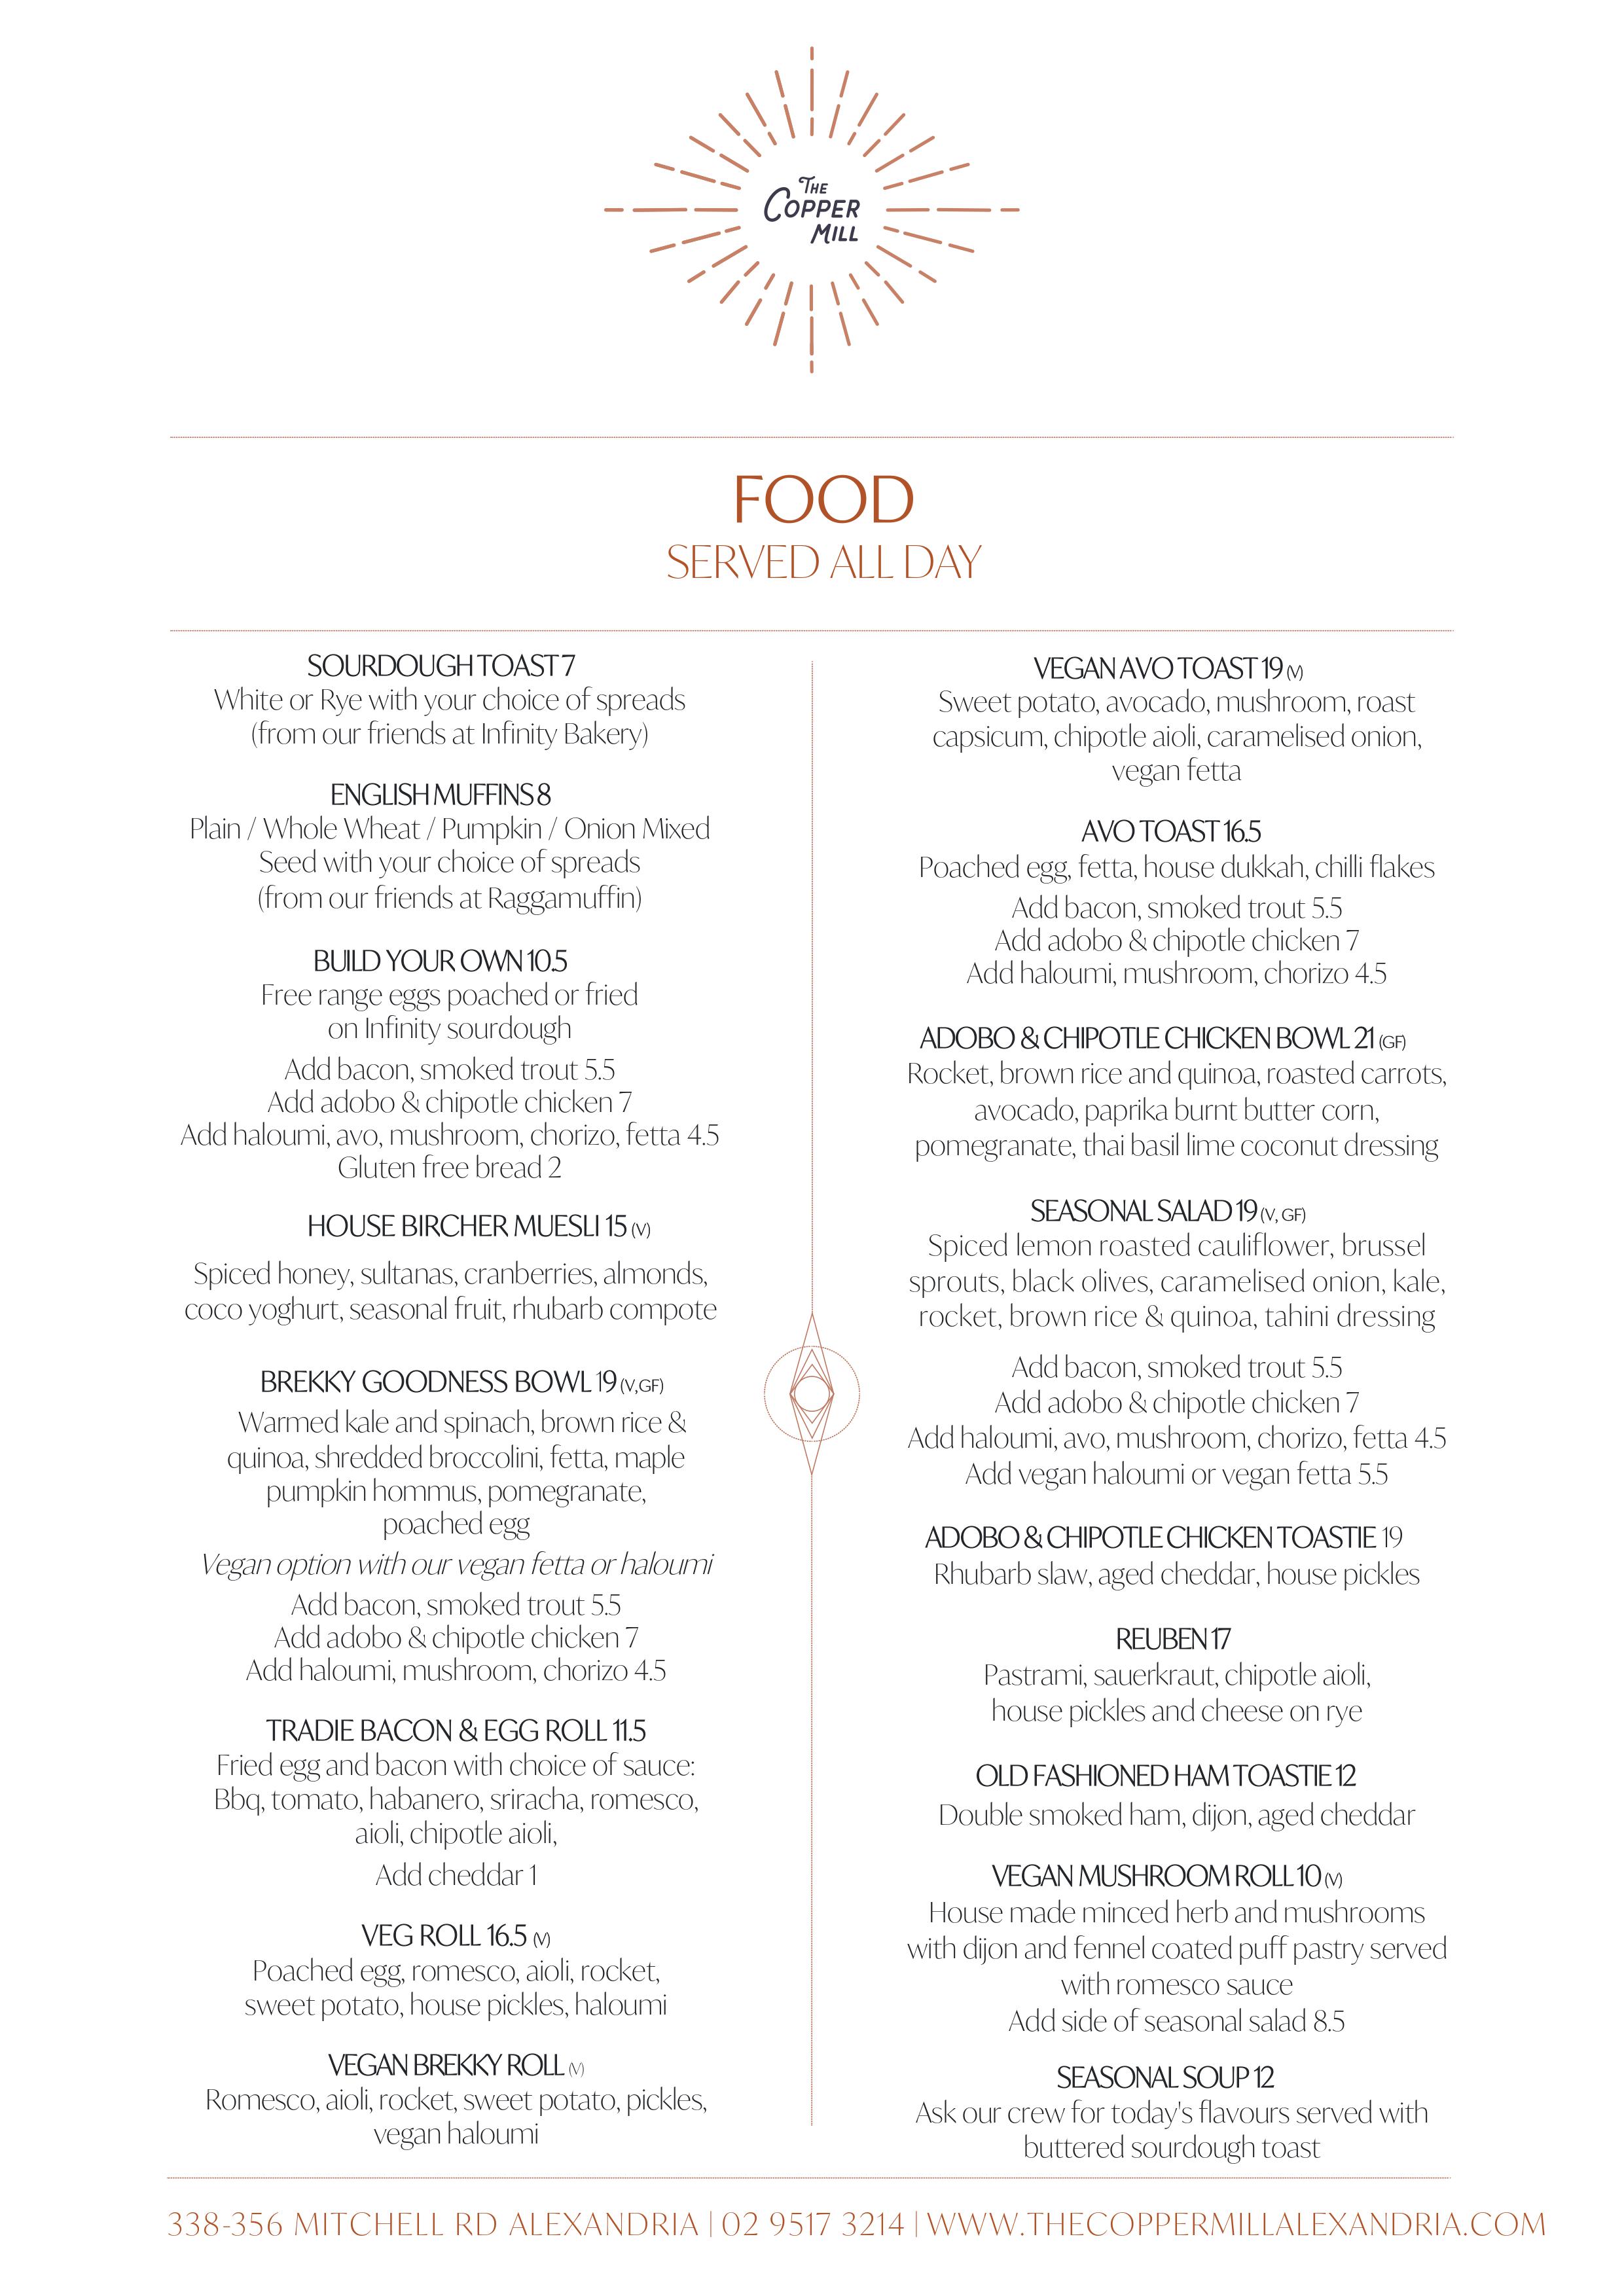 THE
COPPER
MILL
FOOD
SERVED ALL DAY
SOURDOUGH TOAST 7
White or Rye with your choice of spreads
(from our friends at Infinity Bakery)
ENGLISH MUFFINS 8
Plain / Whole Wheat / Pumpkin / Onion Mixed
Seed with your choice of spreads
(from our friends at Raggamuffin)
BUILD YOUR OWN 10.5
Free range eggs poached or fried
on Infinity sourdough
Add bacon, smoked trout 5.5
Add adobo & chipotle chicken 7
Add haloumi, avo, mushroom, chorizo, fetta 4.5
Gluten free bread 2
HOUSE BIRCHER MUESLI 15 (V)
Spiced honey, sultanas, cranberries, almonds,
coco yoghurt, seasonal fruit, rhubarb compote
BREKKY GOODNESS BOWL 19 (V,GF)
Warmed kale and spinach, brown rice &
quinoa, shredded broccolini, fetta, maple
pumpkin hommus, pomegranate,
poached egg
Vegan option with our vegan fetta or haloumi
Add bacon, smoked trout 5.5
Add adobo & chipotle chicken 7
Add haloumi, mushroom, chorizo 4.5
TRADIE BACON & EGG ROLL 11.5
Fried egg and bacon with choice of sauce:
Bbq, tomato, habanero, sriracha, romesco,
aioli, chipotle aioli,
Add cheddar 1
VEG ROLL 16.5 (V)
Poached egg, romesco, aioli, rocket,
sweet potato, house pickles, haloumi
VEGAN BREKKY ROLL (V)
Romesco, aioli, rocket, sweet potato, pickles,
vegan haloumi
VEGAN AVO TOAST 19 (V)
Sweet potato, avocado, mushroom, roast
capsicum, chipotle aioli, caramelised onion,
vegan fetta
AVO TOAST 16.5
Poached egg, fetta, house dukkah, chilli flakes
Add bacon, smoked trout 5.5
Add adobo & chipotle chicken 7
Add haloumi, mushroom, chorizo 4.5
ADOBO & CHIPOTLE CHICKEN BOWL 21 (GF)
Rocket, brown rice and quinoa, roasted carrots,
avocado, paprika burnt butter corn,
pomegranate, thai basil lime coconut dressing
SEASONAL SALAD 19 (V, GF)
Spiced lemon roasted cauliflower, brussel
sprouts, black olives, caramelised onion, kale,
rocket, brown rice & quinoa, tahini dressing
Add bacon, smoked trout 5.5
Add adobo & chipotle chicken 7
Add haloumi, avo, mushroom, chorizo, fetta 4.5
Add vegan haloumi or vegan fetta 5.5
ADOBO & CHIPOTLE CHICKEN TOASTIE 19
Rhubarb slaw, aged cheddar, house pickles
REUBEN 17
Pastrami, sauerkraut, chipotle aioli,
house pickles and cheese on rye
OLD FASHIONED HAM TOASTIE 12
Double smoked ham, dijon, aged cheddar
VEGAN MUSHROOM ROLL 10 (V)
House made minced herb and mushrooms
with dijon and fennel coated puff pastry served
with romesco sauce
Add side of seasonal salad 8.5
SEASONAL SOUP 12
Ask our crew for today's flavours served with
buttered sourdough toast
338-356 MITCHELL RD ALEXANDRIA | 02 9517 3214 | WWW.THECOPPERMILLALEXANDRIA.COM